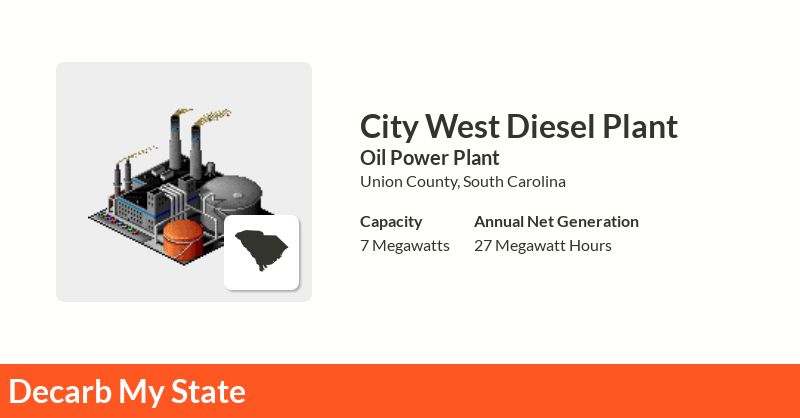 City West Diesel Plant
Oil Power Plant
Union County, South Carolina
Capacity
Annual Net Generation
7 Megawatts
27 Megawatt Hours
Decarb My State